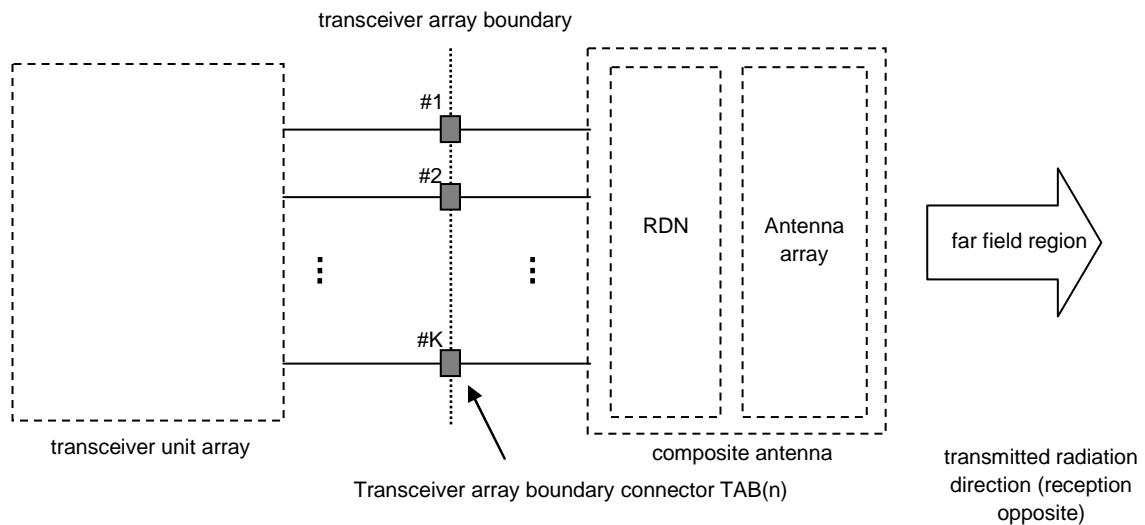 transceiver array boundary
#1
#2
#K
RDN
Antenna
array
far field region
transceiver unit array
composite antenna
Transceiver array boundary connector TAB(n)
transmitted radiation
direction (reception
opposite)